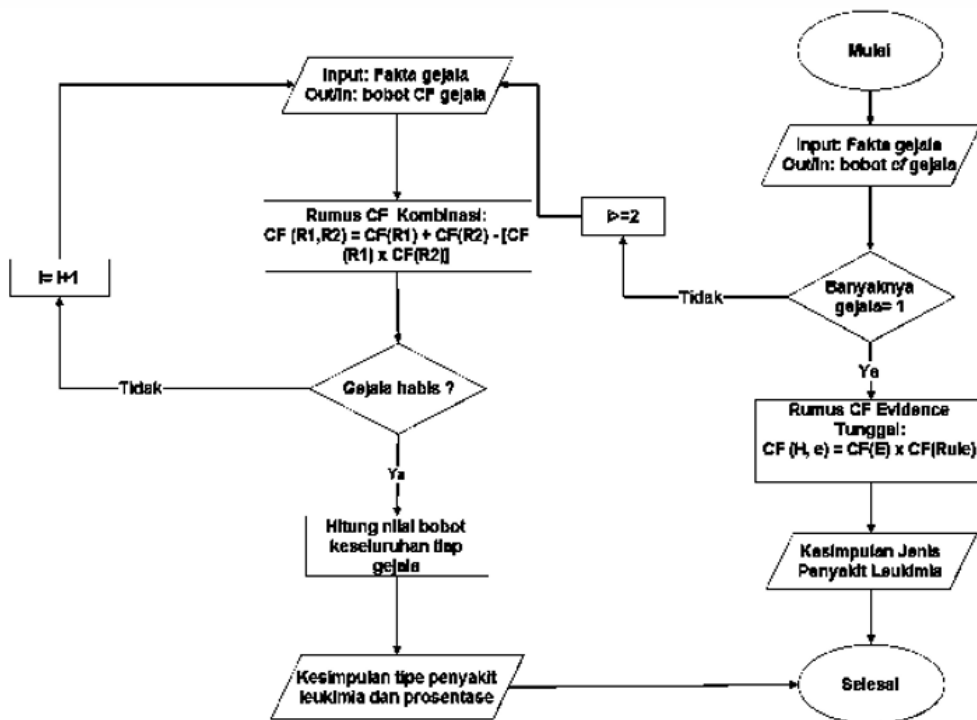 Mulai
Input: Fakta gejala
Out/in: bobot cf gejala
Banyaknya
gejala= 1
Tidak
i>=2
Ya
Rumus CF Evidence
Tunggal:
CF (H, e) = CF(E) x CF(Rule)
Kesimpulan Jenis
Penyakit Leukimia
Selesai
Input: Fakta gejala
Out/in: bobot CF gejala
Rumus CF Kombinasi:
CF (R1,R2) = CF(R1) + CF(R2) - [CF
(R1) x CF(R2)]
Gejala habis ?
Tidak
i= i+1
Ya
Hitung nilai bobot
keseluruhan tiap
gejala
Kesimpulan tipe penyakit
leukimia dan prosentase